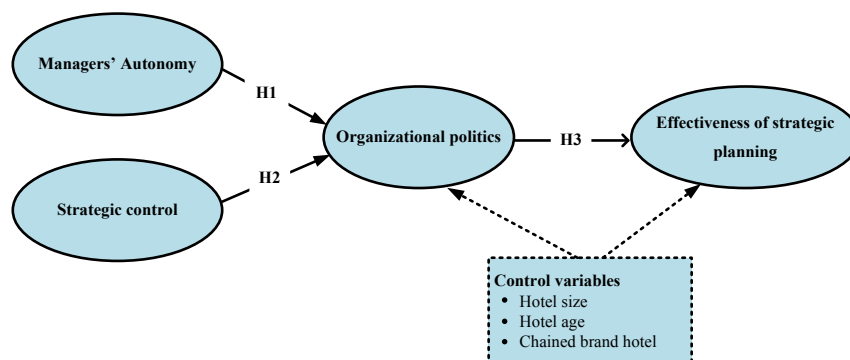 Managers’ Autonomy
H1
Organizational politics
H3
Effectiveness of strategic
planning
H2
Strategic control
Control variables
• Hotel size
• Hotel age
• Chained brand hotel